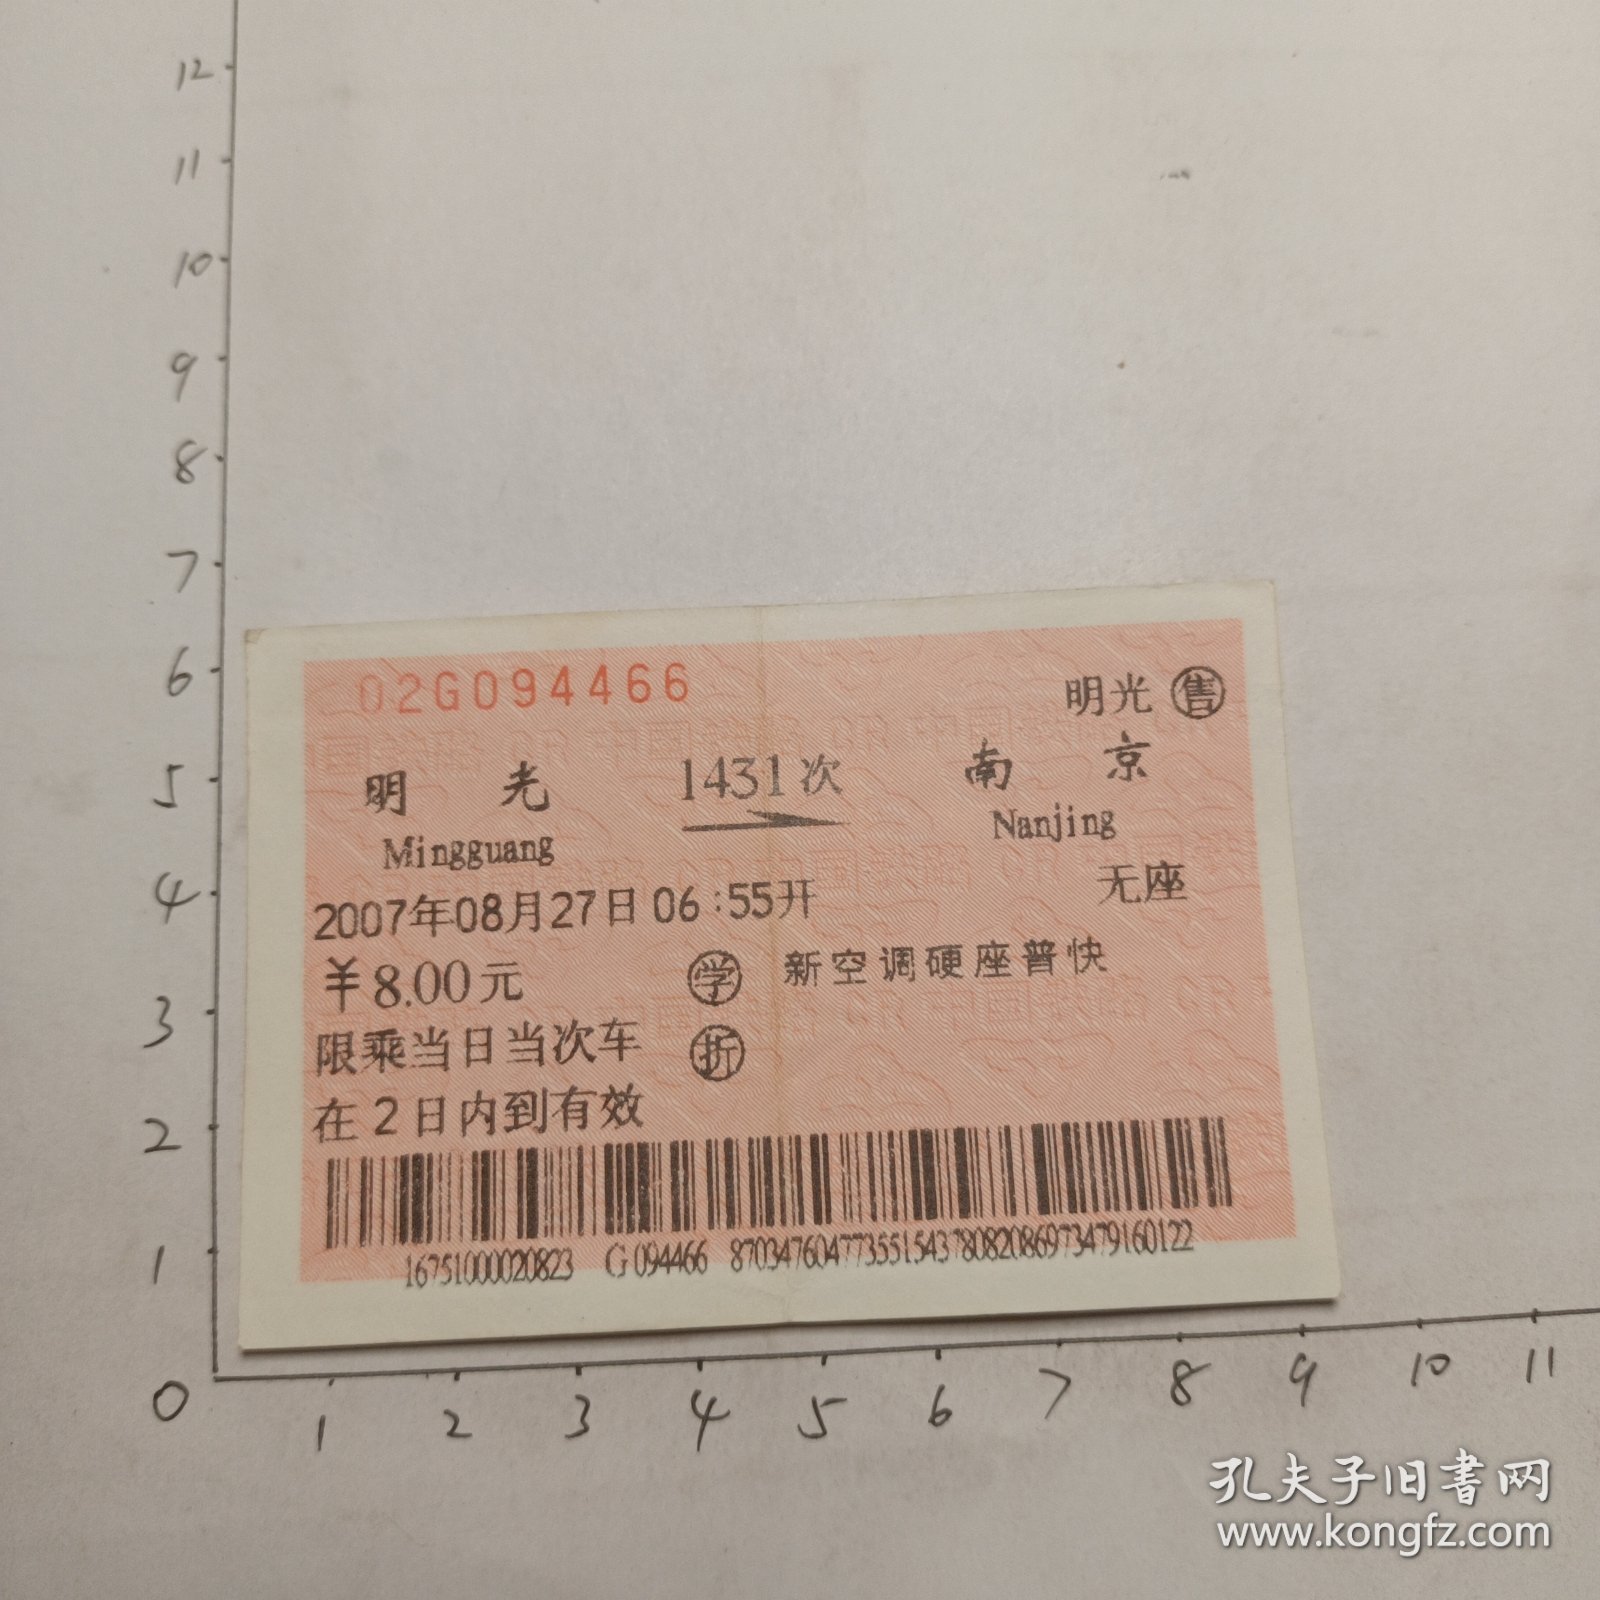 12
11
10
9
8
7
6
5
4
3
2
1
0
02G094466
明光 售
明光 1431次 南京
Mingguang Nanjing
2007年08月27日06:55开 无座
¥8.00元 学 新空调硬座普快
限乘当日当次车 折
在2日内到有效
16751000020823 G094466 87034760477355154378082086973479160122
1 2 3 4 5 6 7 8 9 10 11
孔夫子旧书网
www.kongfz.com